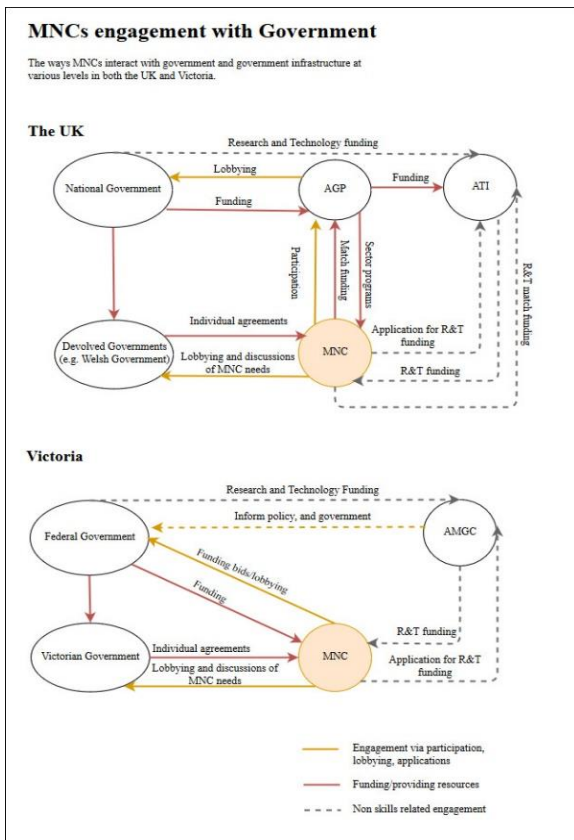 MNCs engagement with Government
The ways MNCs interact with government and government infrastructure at
various levels in both the UK and Victoria.
The UK
Research and Technology funding
Lobbying
National Government
AGP
Funding
ATI
Funding
Participation
Match funding
Sector programs
R&T match funding
Individual agreements
Devolved Governments
(e.g. Welsh Government)
MNC
Application for R&T
funding
Lobbying and discussions
of MNC needs
R&T funding
Victoria
Research and Technology Funding
Inform policy, and government
Federal Government
AMGC
Funding bids/lobbying
Funding
R&T funding
Victorian Government
Individual agreements
MNC
Lobbying and discussions of
MNC needs
Application for R&T
funding
Engagement via participation,
lobbying, applications
Funding/providing resources
Non skills related engagement